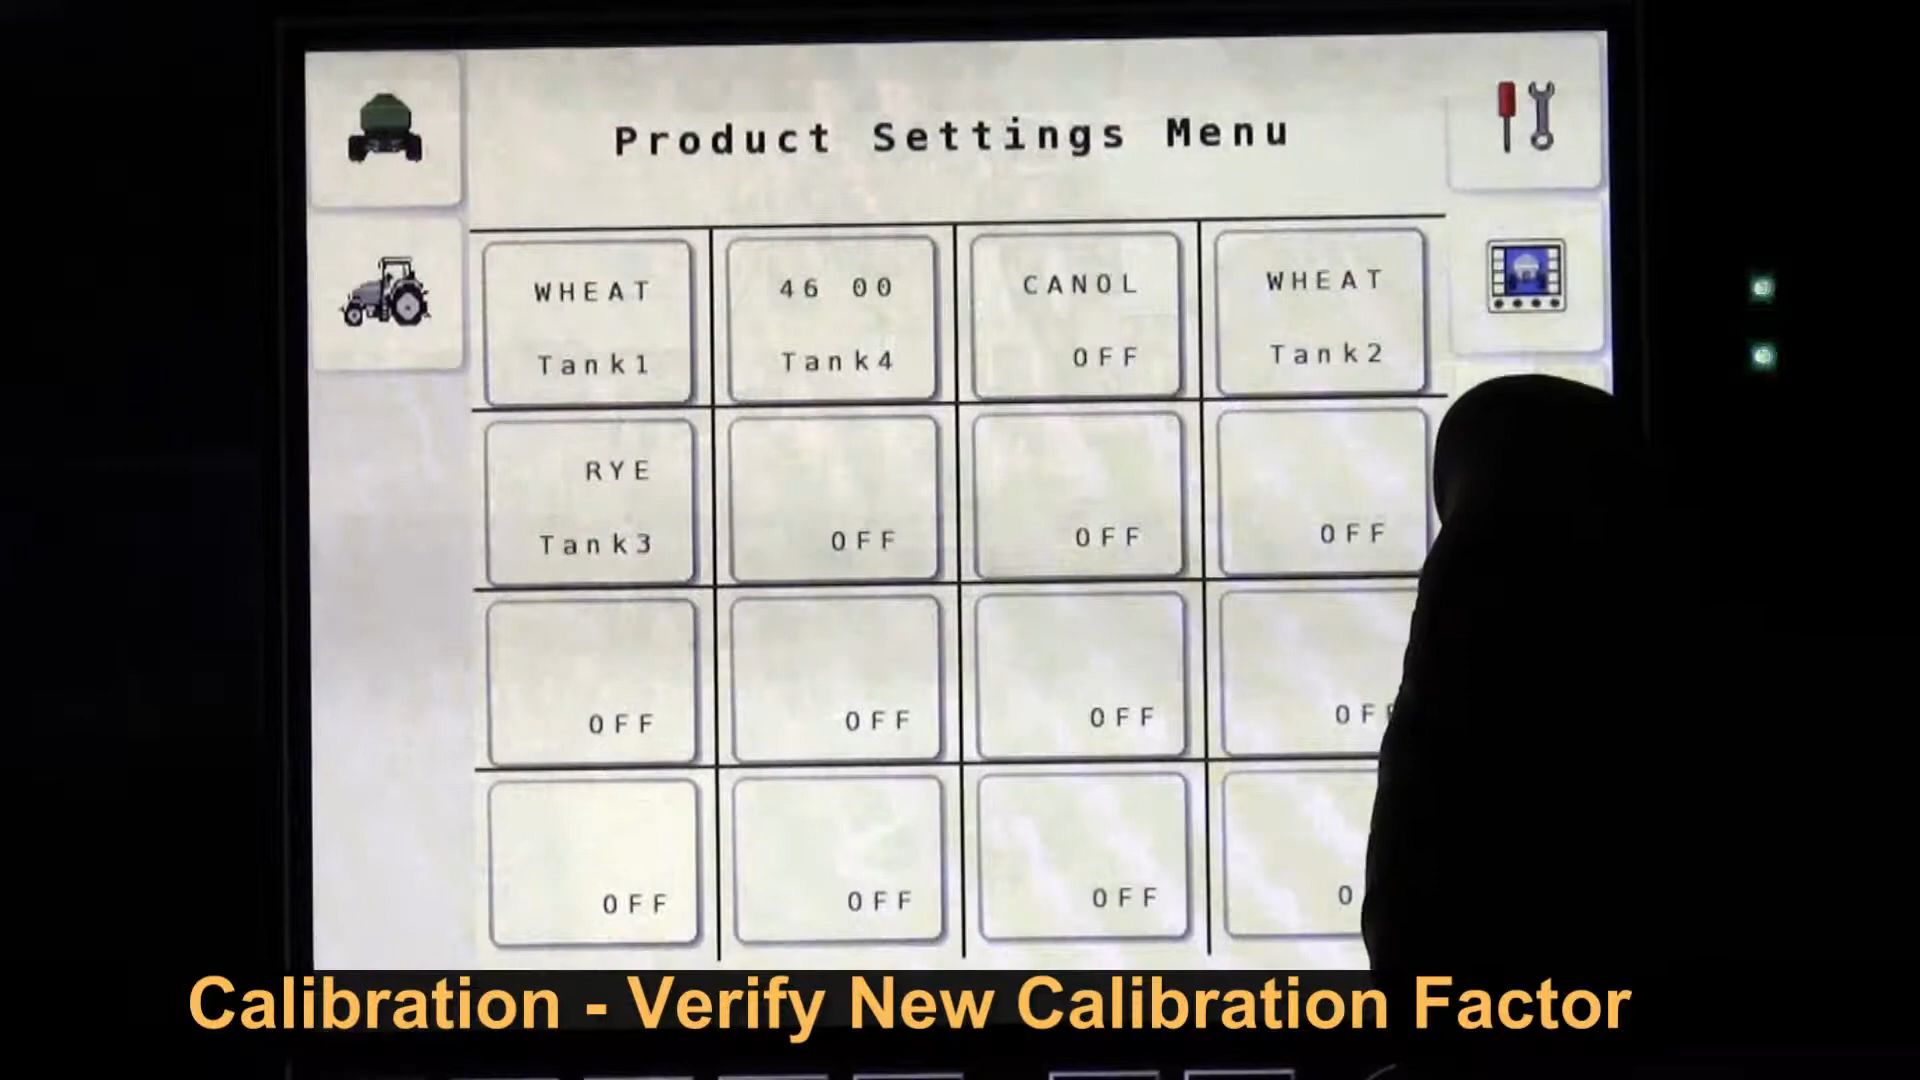 Product Settings Menu
WHEAT 46 00 CANOL WHEAT
Tank1 Tank4 OFF Tank2
RYE
Tank3 OFF OFF OFF
OFF OFF OFF
OFF OFF OFF
Calibration - Verify New Calibration Factor